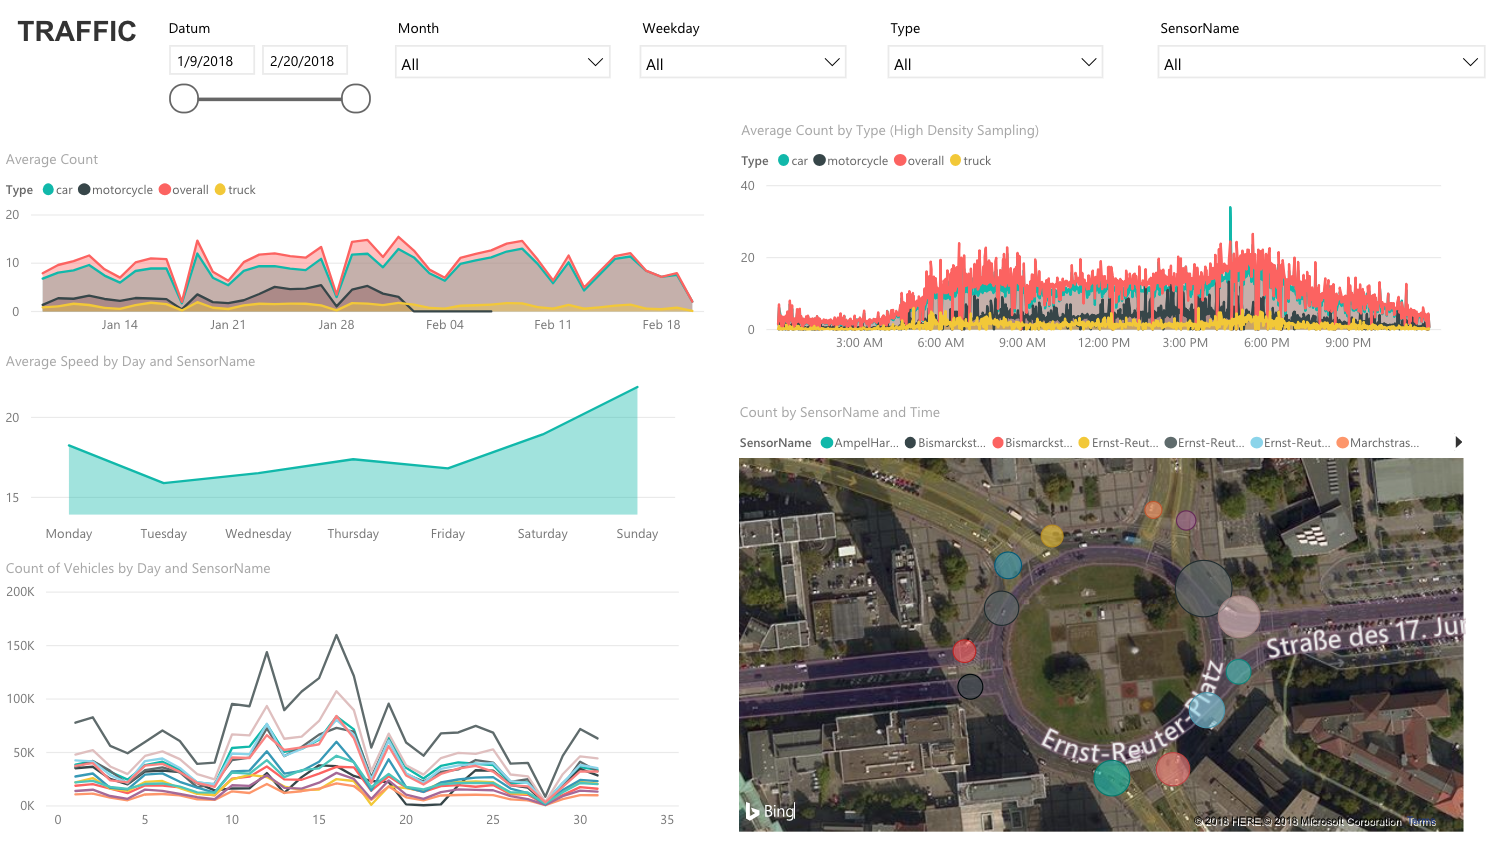 TRAFFIC
Datum
1/9/2018 2/20/2018
Month
All
Weekday
All
Type
All
SensorName
All
Average Count
Type car motorcycle overall truck
20
10
0
Jan 14 Jan 21 Jan 28 Feb 04 Feb 11 Feb 18
Average Speed by Day and SensorName
20
15
Monday Tuesday Wednesday Thursday Friday Saturday Sunday
Count of Vehicles by Day and SensorName
200K
150K
100K
50K
0K
0 5 10 15 20 25 30 35
Average Count by Type (High Density Sampling)
Type car motorcycle overall truck
40
20
0
3:00 AM 6:00 AM 9:00 AM 12:00 PM 3:00 PM 6:00 PM 9:00 PM
Count by SensorName and Time
SensorName AmpelHar... Bismarckst... Bismarckst... Ernst-Reut... Ernst-Reut... Ernst-Reut... Marchstras...
Straße des 17. Jun
Ernst-Reuter-Platz
Bing
© 2018 HERE © 2018 Microsoft Corporation Terms